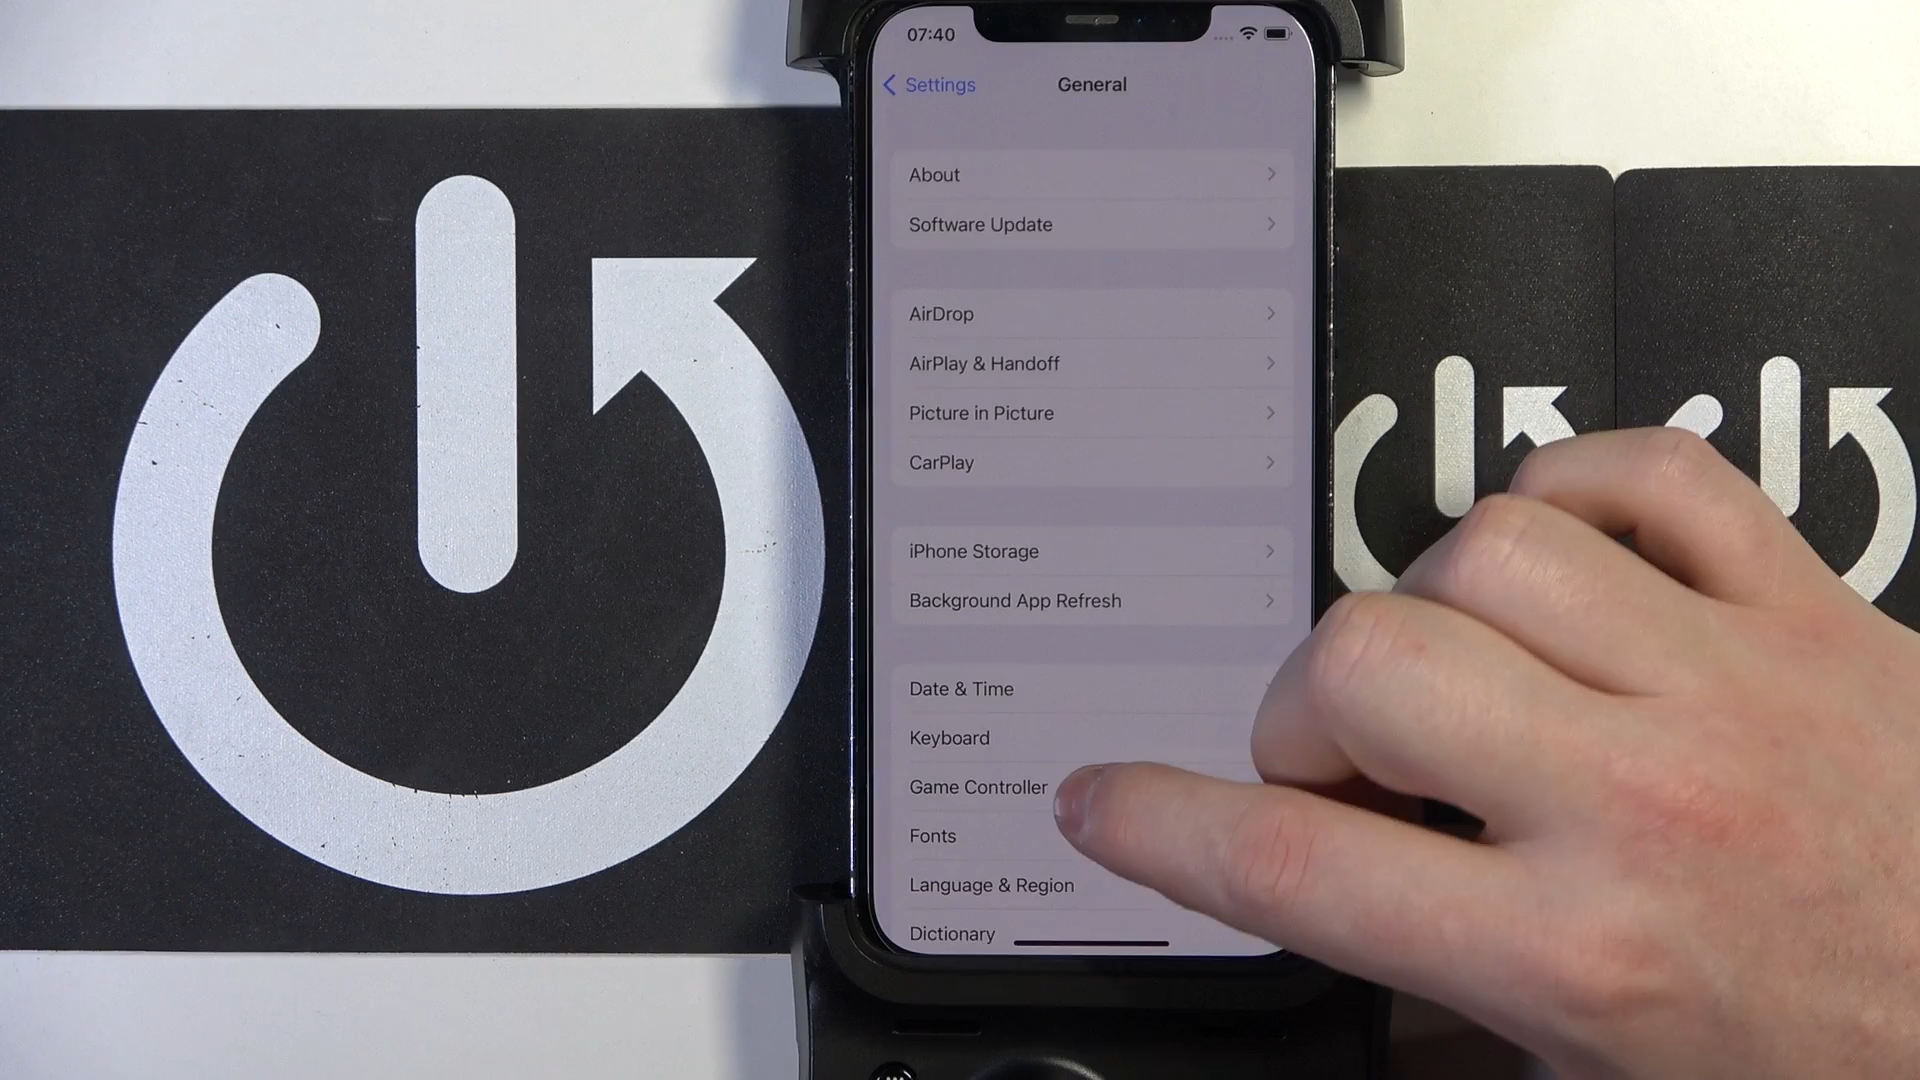 07:40
Settings
General
About
Software Update
AirDrop
AirPlay & Handoff
Picture in Picture
CarPlay
iPhone Storage
Background App Refresh
Date & Time
Keyboard
Game Controller
Fonts
Language & Region
Dictionary